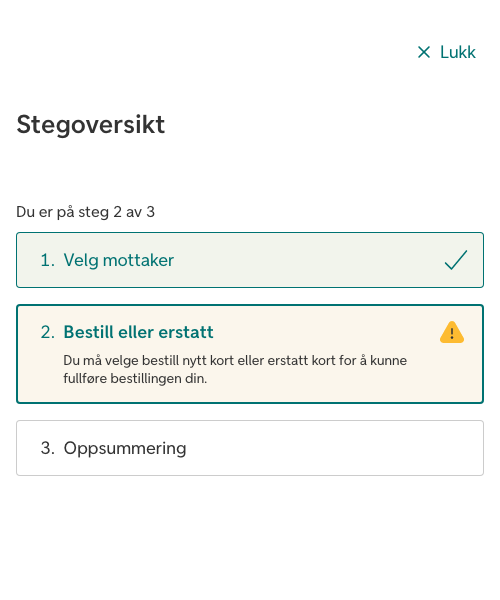 Lukk
Stegoversikt
Du er på steg 2 av 3
1. Velg mottaker
2. Bestill eller erstatt
Du må velge bestill nytt kort eller erstatt kort for å kunne
fullføre bestillingen din.
3. Oppsummering